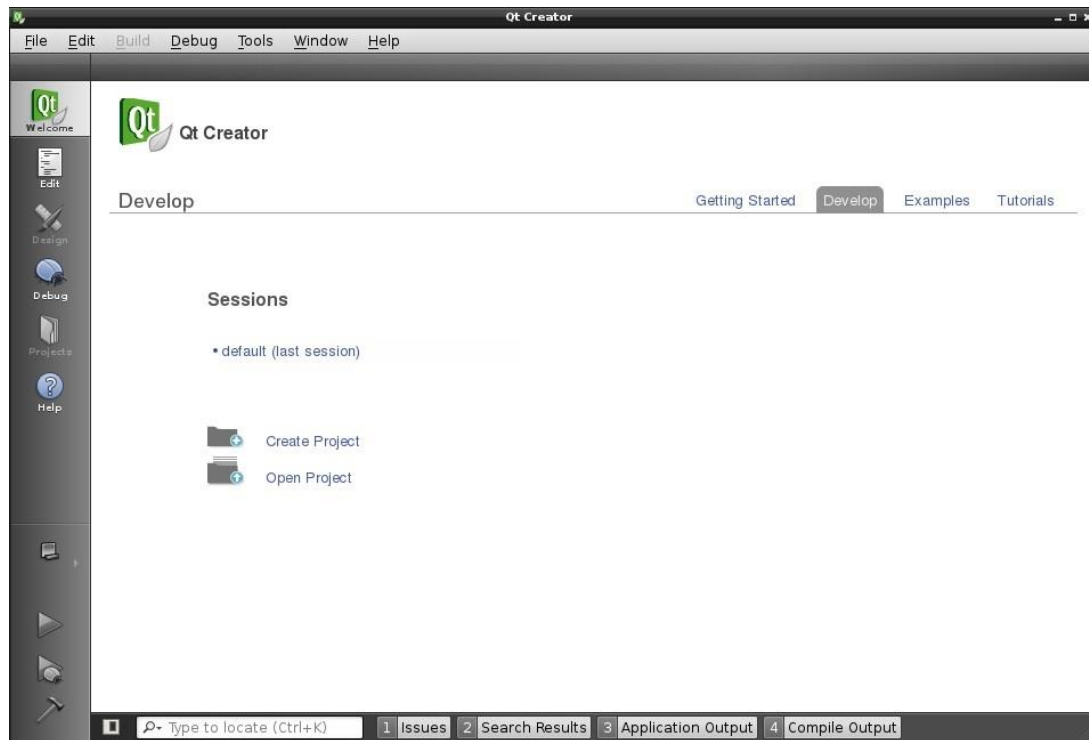 Qt Creator
File Edit Build Debug Tools Window Help
Qt
Welcome
Edit
Design
Debug
Projects
Help
Qt Qt Creator
Develop
Getting Started Develop Examples Tutorials
Sessions
• default (last session)
Create Project
Open Project
Type to locate (Ctrl+K) 1 Issues 2 Search Results 3 Application Output 4 Compile Output